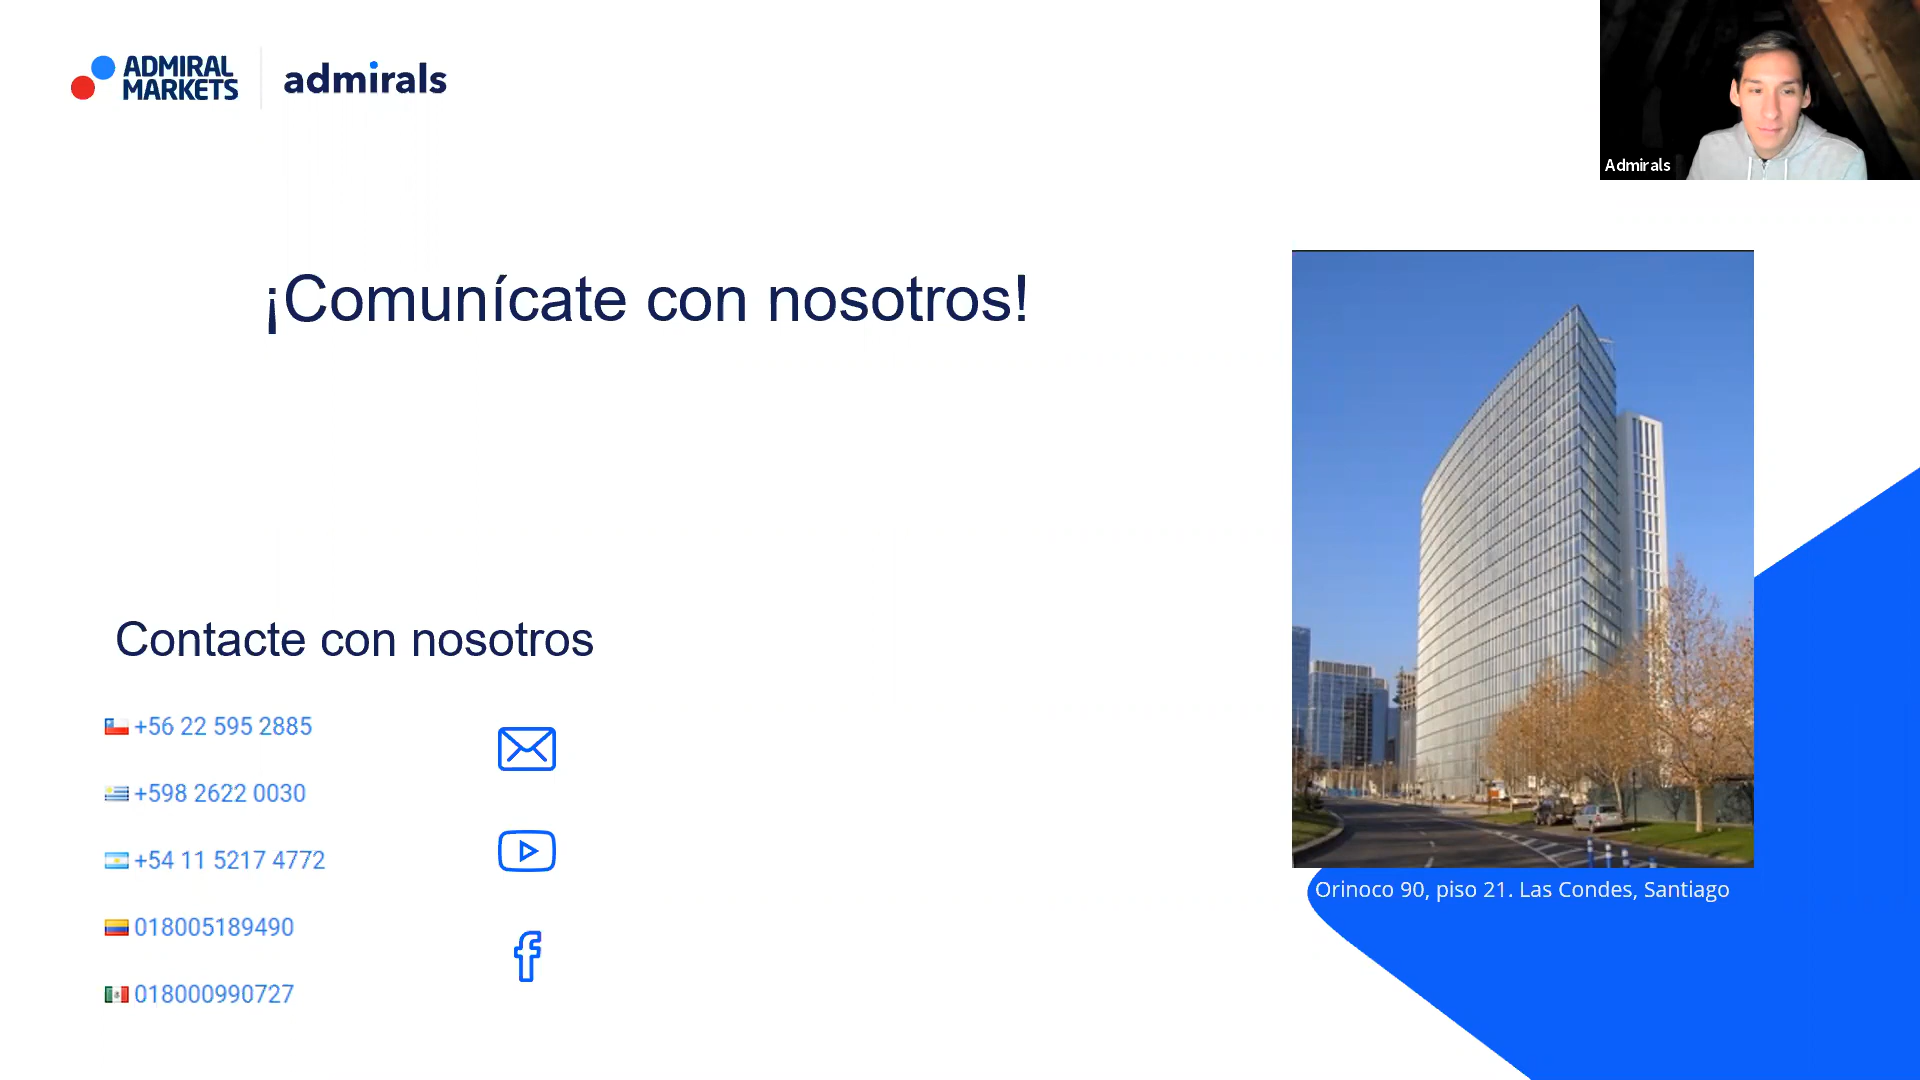 ADMIRAL
MARKETS
admirals
Admirals
¡Comunícate con nosotros!
Contacte con nosotros
+56 22 595 2885
+598 2622 0030
+54 11 5217 4772
018005189490
018000990727
Orinoco 90, piso 21. Las Condes, Santiago